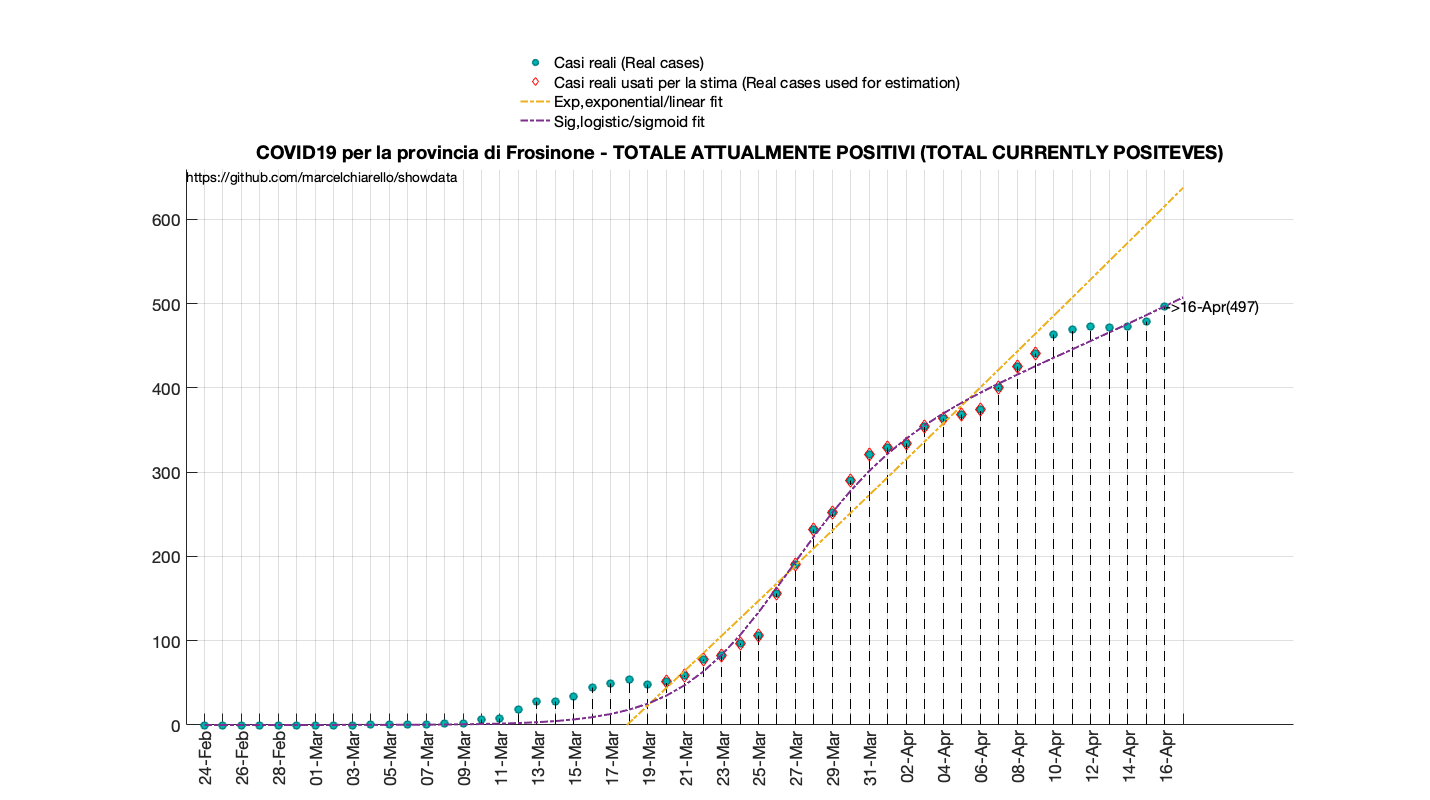 Casi reali (Real cases)
Casi reali usati per la stima (Real cases used for estimation)
Exp,exponential/linear fit
Sig,logistic/sigmoid fit
COVID19 per la provincia di Frosinone - TOTALE ATTUALMENTE POSITIVI (TOTAL CURRENTLY POSITEVES)
https://github.com/marcelchiarello/showdata
600
500
->16-Apr(497)
400
300
200
100
0
24-Feb
26-Feb
28-Feb
01-Mar
03-Mar
05-Mar
07-Mar
09-Mar
11-Mar
13-Mar
15-Mar
17-Mar
19-Mar
21-Mar
23-Mar
25-Mar
27-Mar
29-Mar
31-Mar
02-Apr
04-Apr
06-Apr
08-Apr
10-Apr
12-Apr
14-Apr
16-Apr